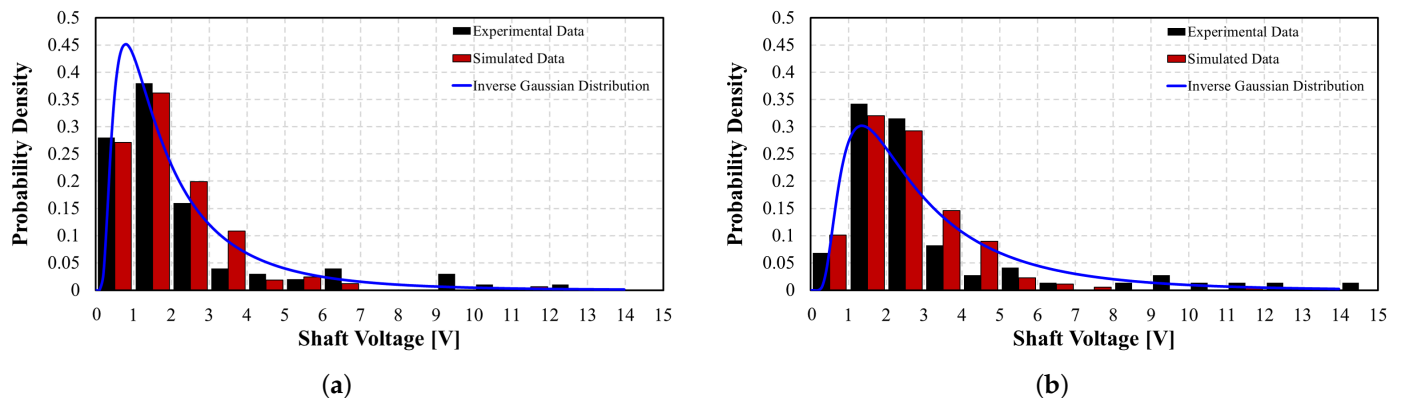 0.5
0.45
0.4
0.35
0.3
0.25
0.2
0.15
0.1
0.05
0
Probability Density
Experimental Data
Simulated Data
Inverse Gaussian Distribution
0 1 2 3 4 5 6 7 8 9 10 11 12 13 14 15
Shaft Voltage [V]
(a)
0.5
0.45
0.4
0.35
0.3
0.25
0.2
0.15
0.1
0.05
0
Probability Density
Experimental Data
Simulated Data
Inverse Gaussian Distribution
0 1 2 3 4 5 6 7 8 9 10 11 12 13 14 15
Shaft Voltage [V]
(b)